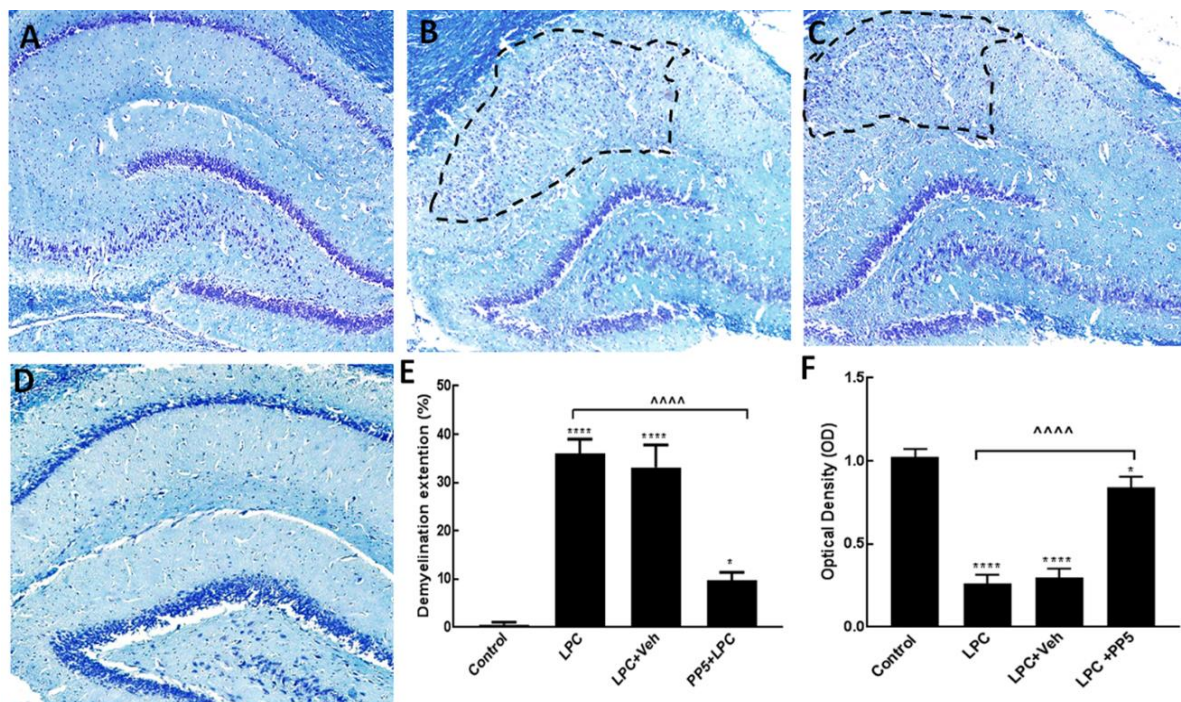 A
B
C
D
E
Demyelination extention (%)
50
40
30
20
10
0
^^^^
****
****
*
Control
LPC
LPC+Veh
PP5+LPC
F
Optical Density (OD)
1.5
1.0
0.5
0.0
^^^^
****
****
*
Control
LPC
LPC+Veh
LPC +PP5